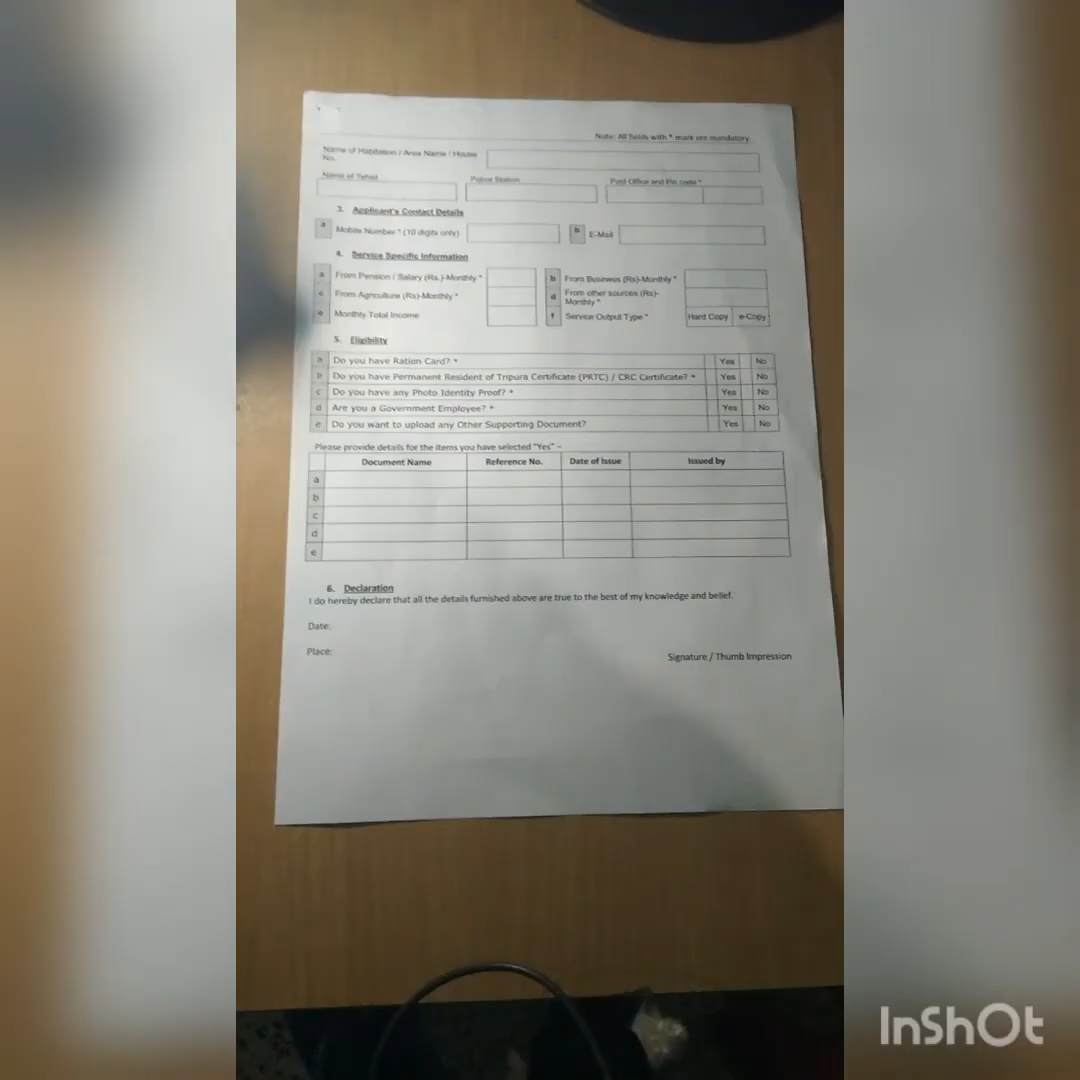 Note: All fields with * mark are mandatory
Name of Habitation / Area Name / House
No.
Name of Tehsil Police Station Post Office and Pin code *
3. Applicant's Contact Details
a Mobile Number * (10 digits only) b E-Mail
4. Service Specific Information
a From Pension / Salary (Rs.)-Monthly * b From Business (Rs)-Monthly *
c From Agriculture (Rs)-Monthly * d From other sources (Rs)-
Monthly *
e Monthly Total Income f Service Output Type * Hard Copy e-Copy
5. Eligibility
a Do you have Ration Card? * Yes No
b Do you have Permanent Resident of Tripura Certificate (PRTC) / CRC Certificate? * Yes No
c Do you have any Photo Identity Proof? * Yes No
d Are you a Government Employee? * Yes No
e Do you want to upload any Other Supporting Document? Yes No
Please provide details for the items you have selected "Yes" –
Document Name Reference No. Date of Issue Issued by
a
b
c
d
e
6. Declaration
I do hereby declare that all the details furnished above are true to the best of my knowledge and belief.
Date:
Place:
Signature / Thumb Impression
InShOt